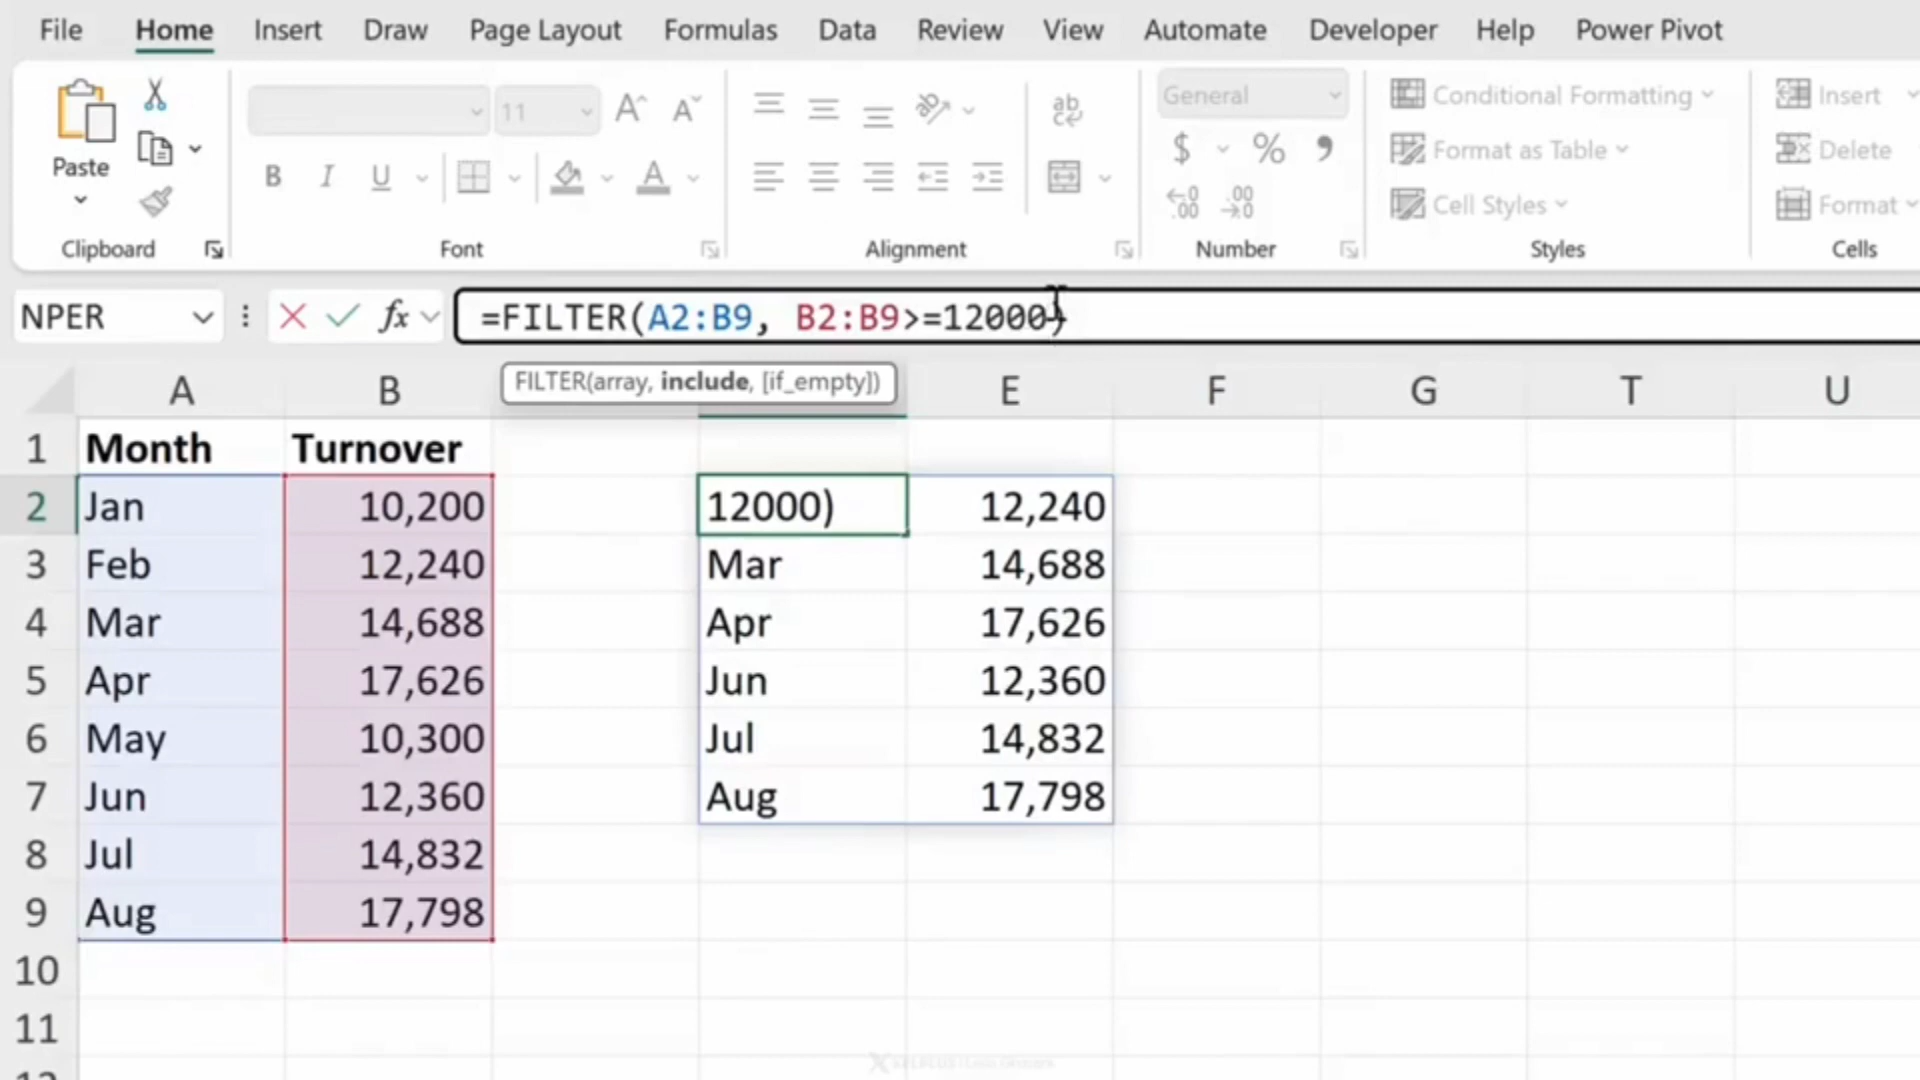 File Home Insert Draw Page Layout Formulas Data Review View Automate Developer Help Power Pivot
Paste
11
B I U
ab
General
$ % 9
Conditional Formatting
Format as Table
Cell Styles
Insert
Delete
Format
Clipboard Font Alignment Number Styles Cells
NPER fx =FILTER(A2:B9, B2:B9>=12000)
FILTER(array, include, [if_empty])
A B E F G T U
1 Month Turnover
2 Jan 10,200 12000) 12,240
3 Feb 12,240 Mar 14,688
4 Mar 14,688 Apr 17,626
5 Apr 17,626 Jun 12,360
6 May 10,300 Jul 14,832
7 Jun 12,360 Aug 17,798
8 Jul 14,832
9 Aug 17,798
10
11